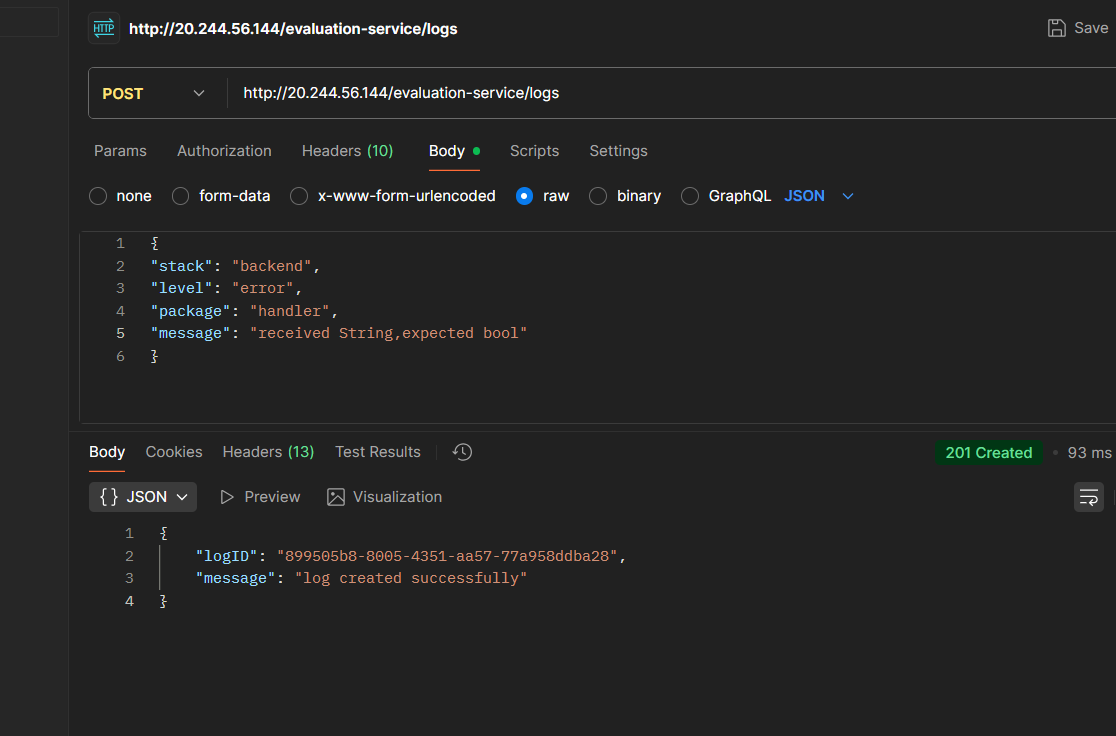 HTTP http://20.244.56.144/evaluation-service/logs Save
POST http://20.244.56.144/evaluation-service/logs
Params Authorization Headers (10) Body Scripts Settings
none form-data x-www-form-urlencoded raw binary GraphQL JSON
1 {
2 "stack": "backend",
3 "level": "error",
4 "package": "handler",
5 "message": "received String,expected bool"
6 }
Body Cookies Headers (13) Test Results 201 Created • 93 ms
{} JSON Preview Visualization
1 {
2 "logID": "899505b8-8005-4351-aa57-77a958ddba28",
3 "message": "log created successfully"
4 }